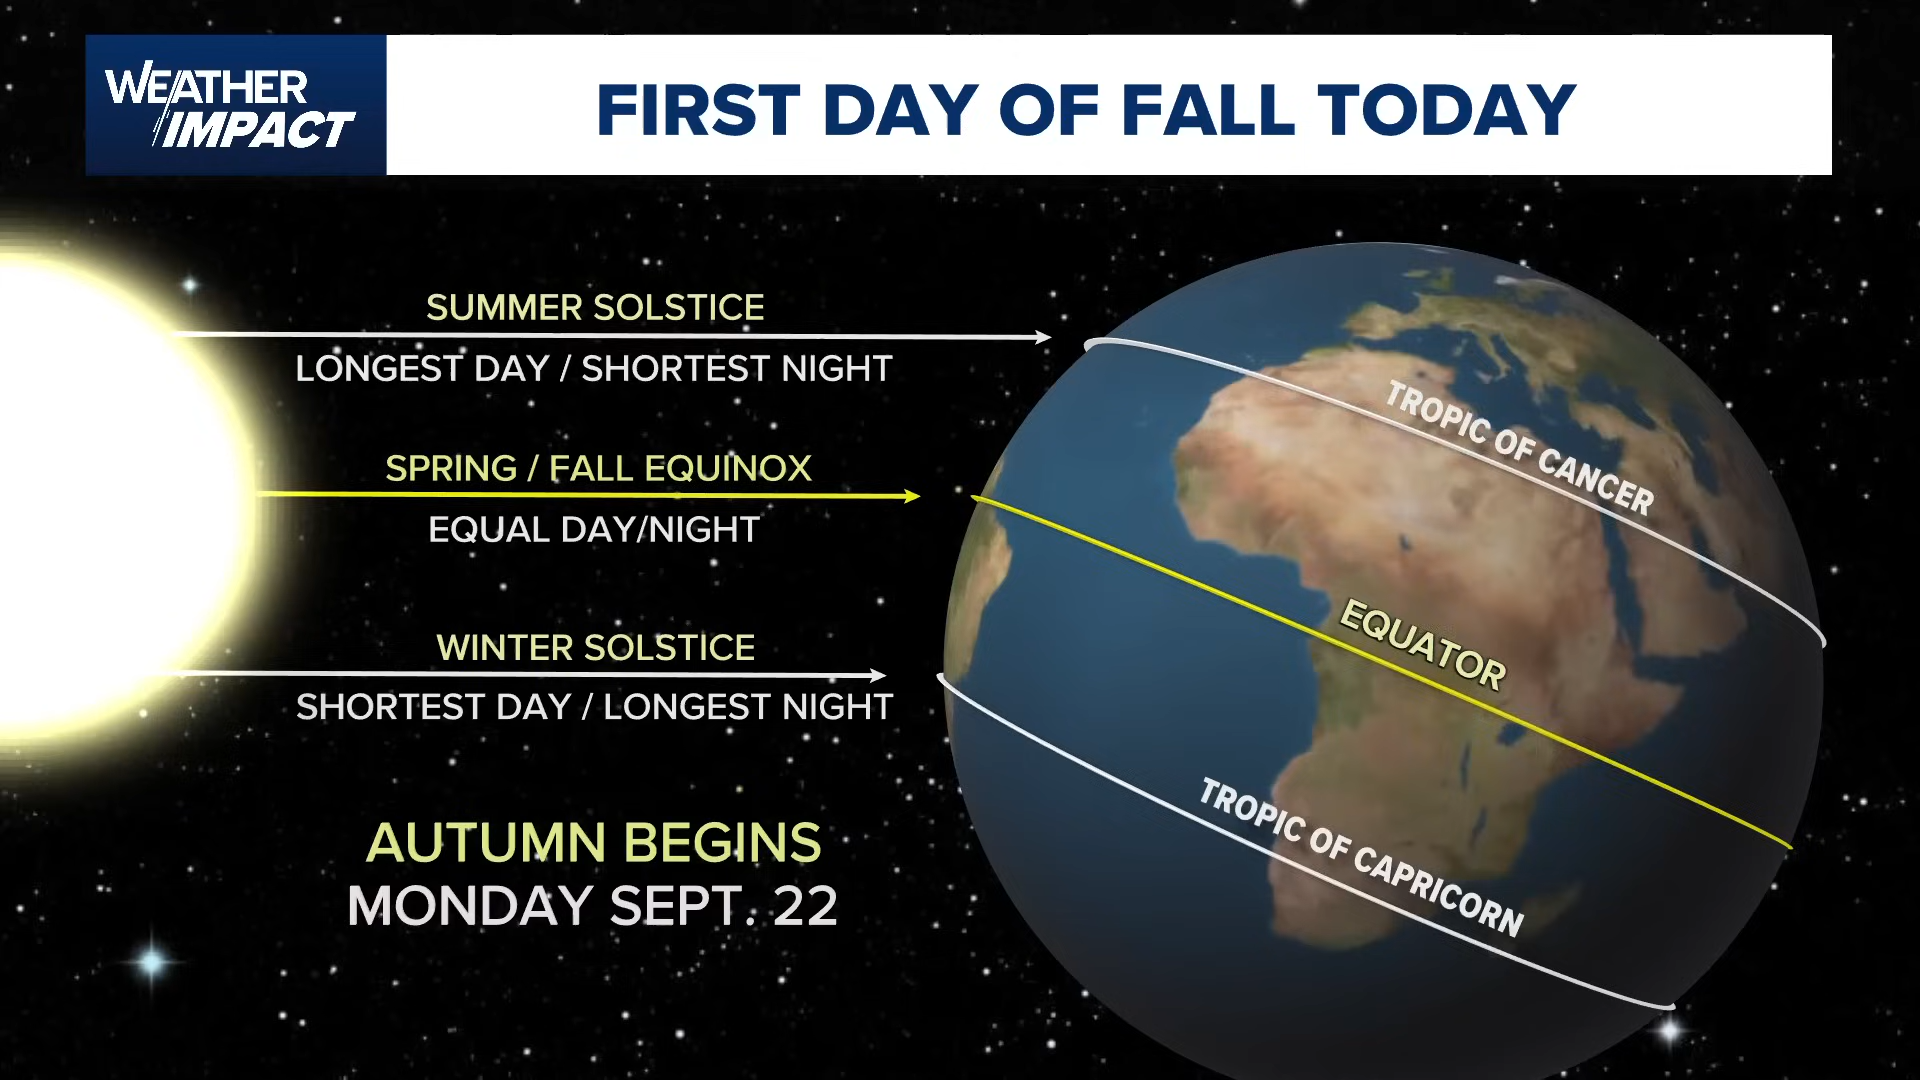 WEATHER
IMPACT
FIRST DAY OF FALL TODAY
SUMMER SOLSTICE
LONGEST DAY / SHORTEST NIGHT
SPRING / FALL EQUINOX
EQUAL DAY/NIGHT
WINTER SOLSTICE
SHORTEST DAY / LONGEST NIGHT
AUTUMN BEGINS
MONDAY SEPT. 22
TROPIC OF CANCER
EQUATOR
TROPIC OF CAPRICORN